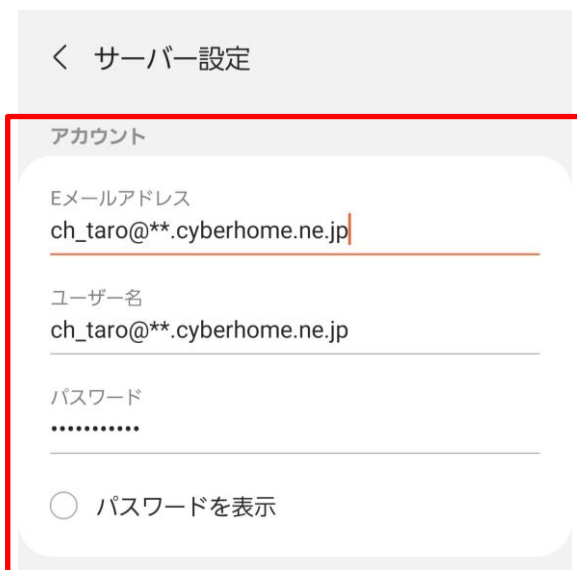 サーバー設定
アカウント
Eメールアドレス
ch_taro@**.cyberhome.ne.jp
ユーザー名
ch_taro@**.cyberhome.ne.jp
パスワード
•••••••••••
パスワードを表示